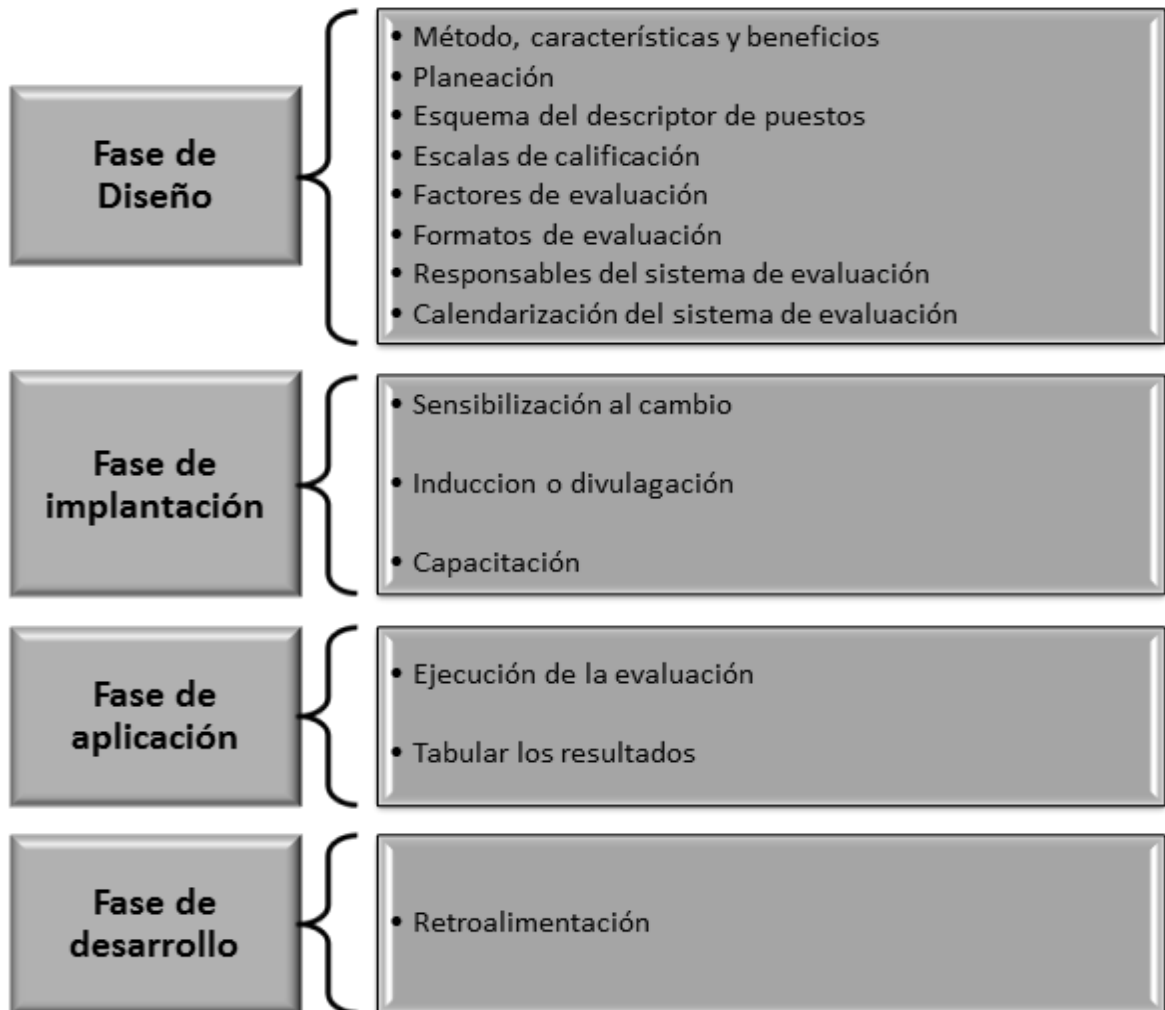 Fase de
Diseño
• Método, características y beneficios
• Planeación
• Esquema del descriptor de puestos
• Escalas de calificación
• Factores de evaluación
• Formatos de evaluación
• Responsables del sistema de evaluación
• Calendarización del sistema de evaluación
Fase de
implantación
• Sensibilización al cambio
• Induccion o divulagación
• Capacitación
Fase de
aplicación
• Ejecución de la evaluación
• Tabular los resultados
Fase de
desarrollo
• Retroalimentación